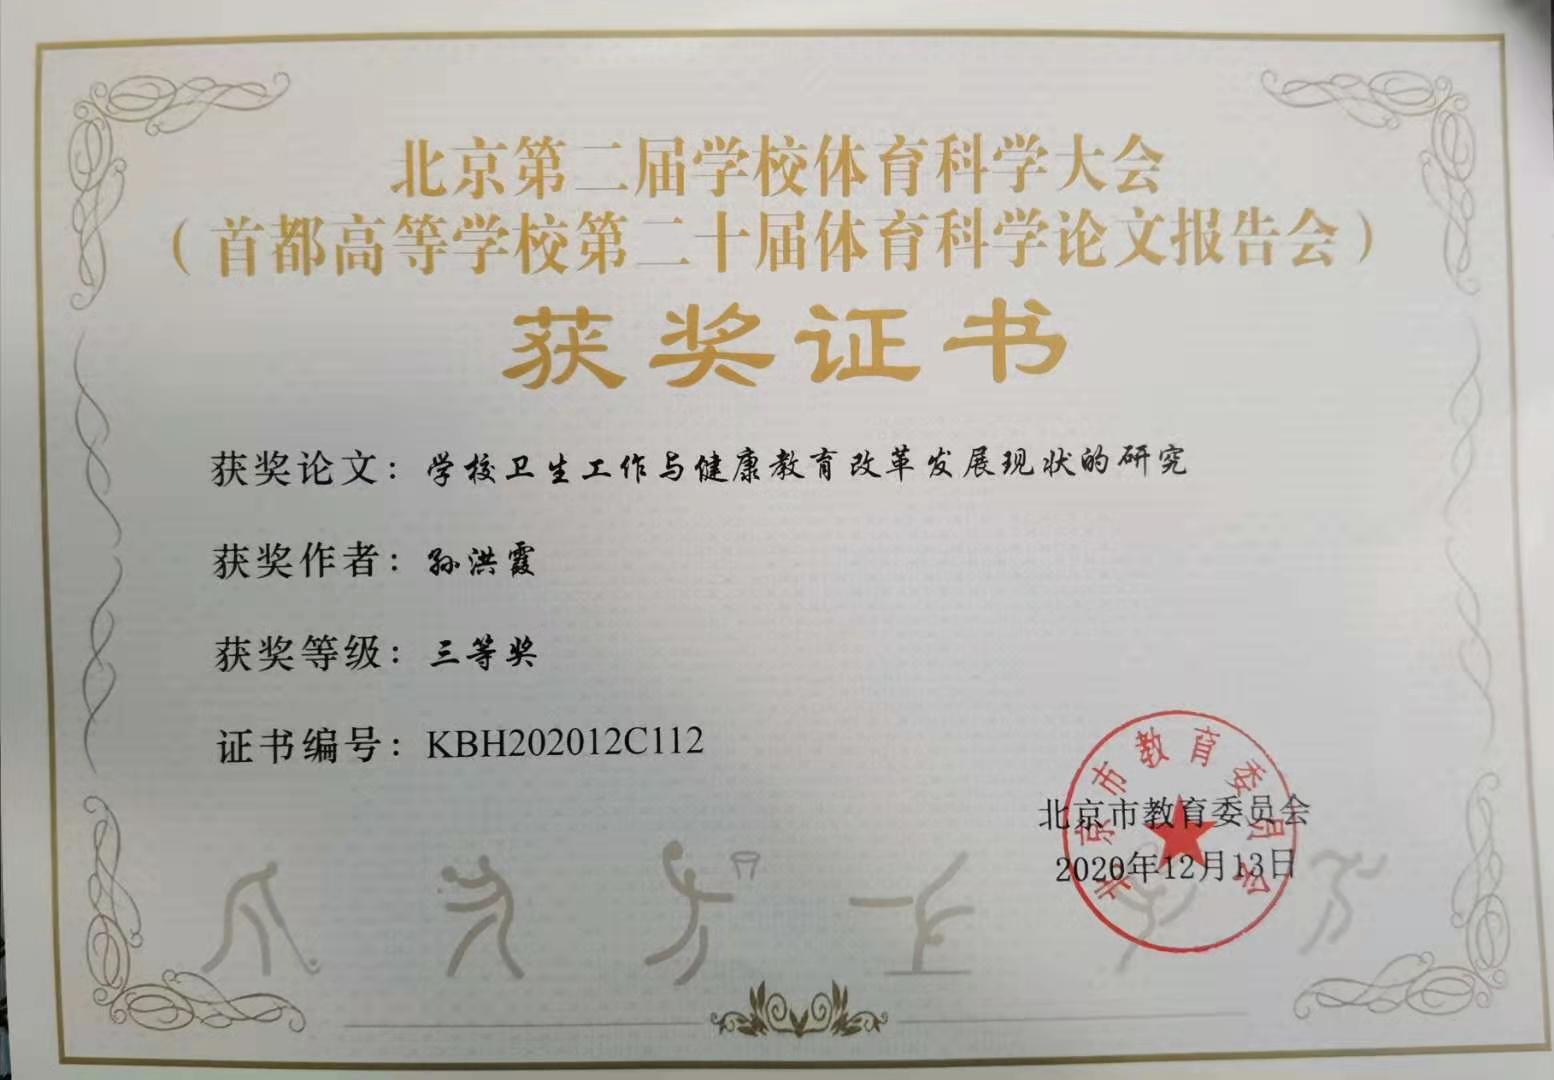 北京第二届学校体育科学大会
（首都高等学校第二十届体育科学论文报告会）
获奖证书
获奖论文：学校卫生工作与健康教育改革发展现状的研究
获奖作者：孙洪霞
获奖等级：三等奖
证书编号：KBH202012C112
北京市教育委员会
北京市教育委员会
2020年12月13日